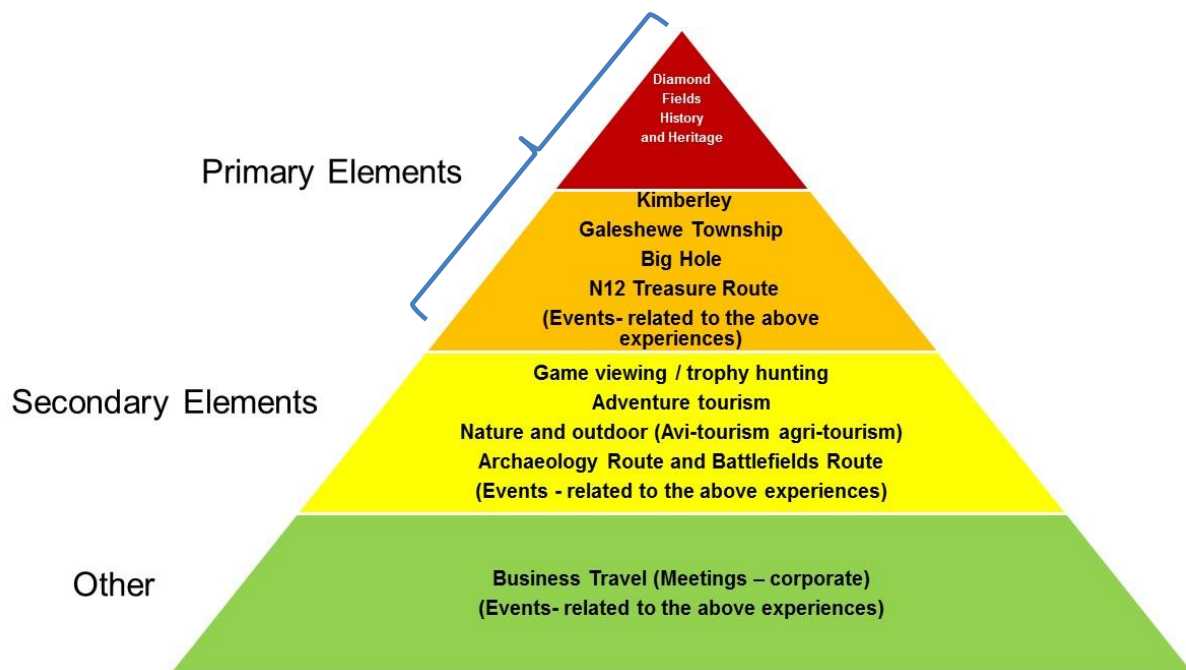 Diamond
Fields
History
and Heritage
Primary Elements
Kimberley
Galeshewe Township
Big Hole
N12 Treasure Route
(Events- related to the above
experiences)
Secondary Elements
Game viewing / trophy hunting
Adventure tourism
Nature and outdoor (Avi-tourism agri-tourism)
Archaeology Route and Battlefields Route
(Events - related to the above experiences)
Other
Business Travel (Meetings – corporate)
(Events- related to the above experiences)